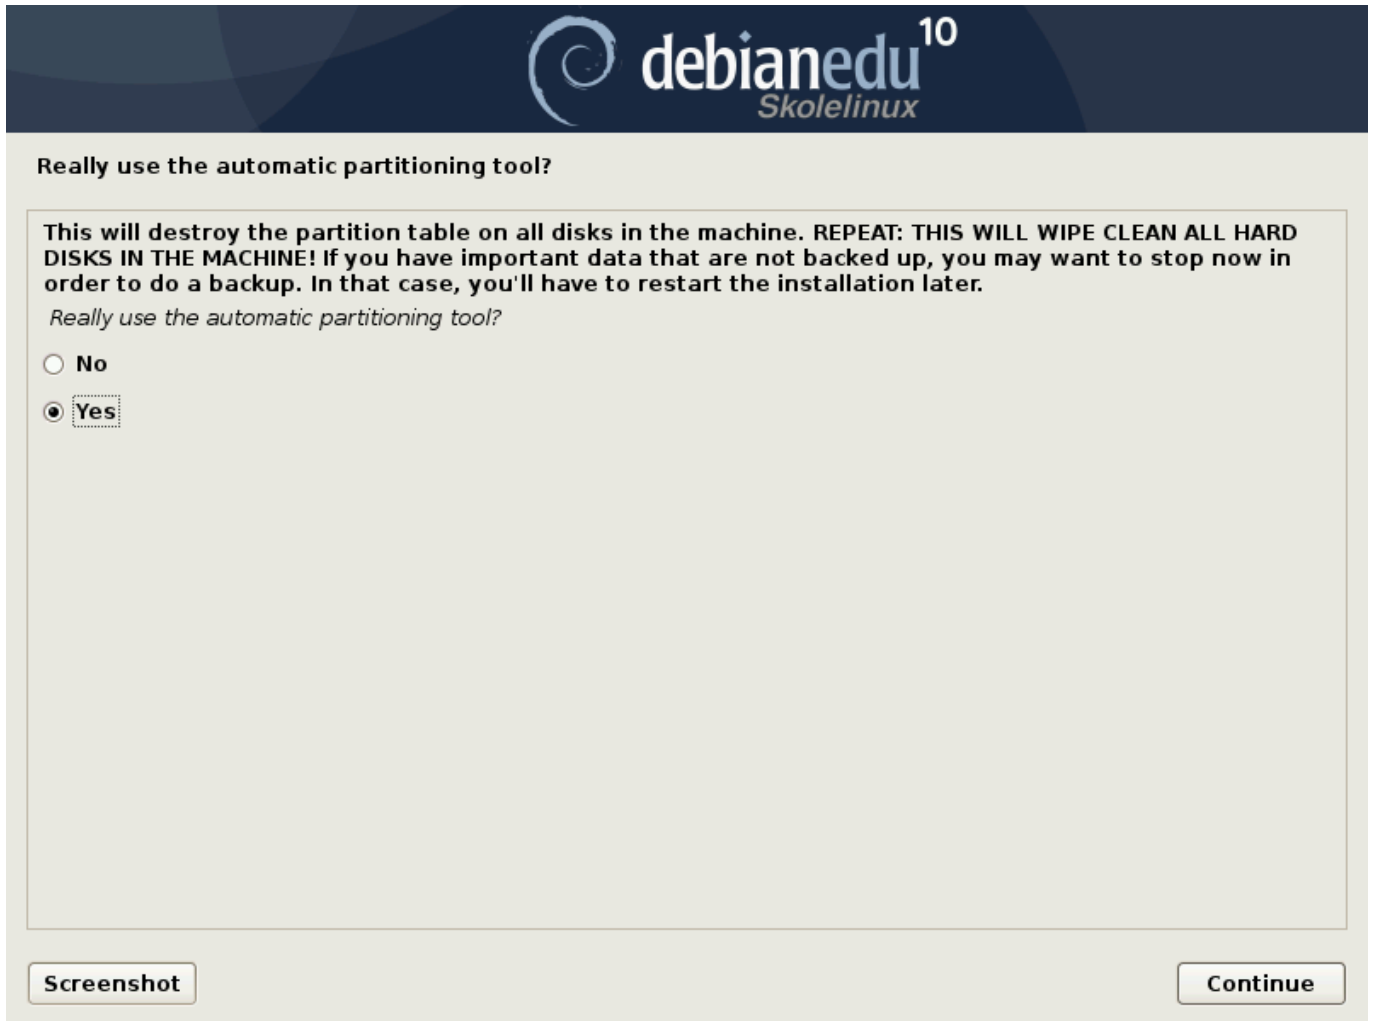 debianedu10
Skolelinux
Really use the automatic partitioning tool?
This will destroy the partition table on all disks in the machine. REPEAT: THIS WILL WIPE CLEAN ALL HARD
DISKS IN THE MACHINE! If you have important data that are not backed up, you may want to stop now in
order to do a backup. In that case, you'll have to restart the installation later.
Really use the automatic partitioning tool?
No
Yes
Screenshot
Continue